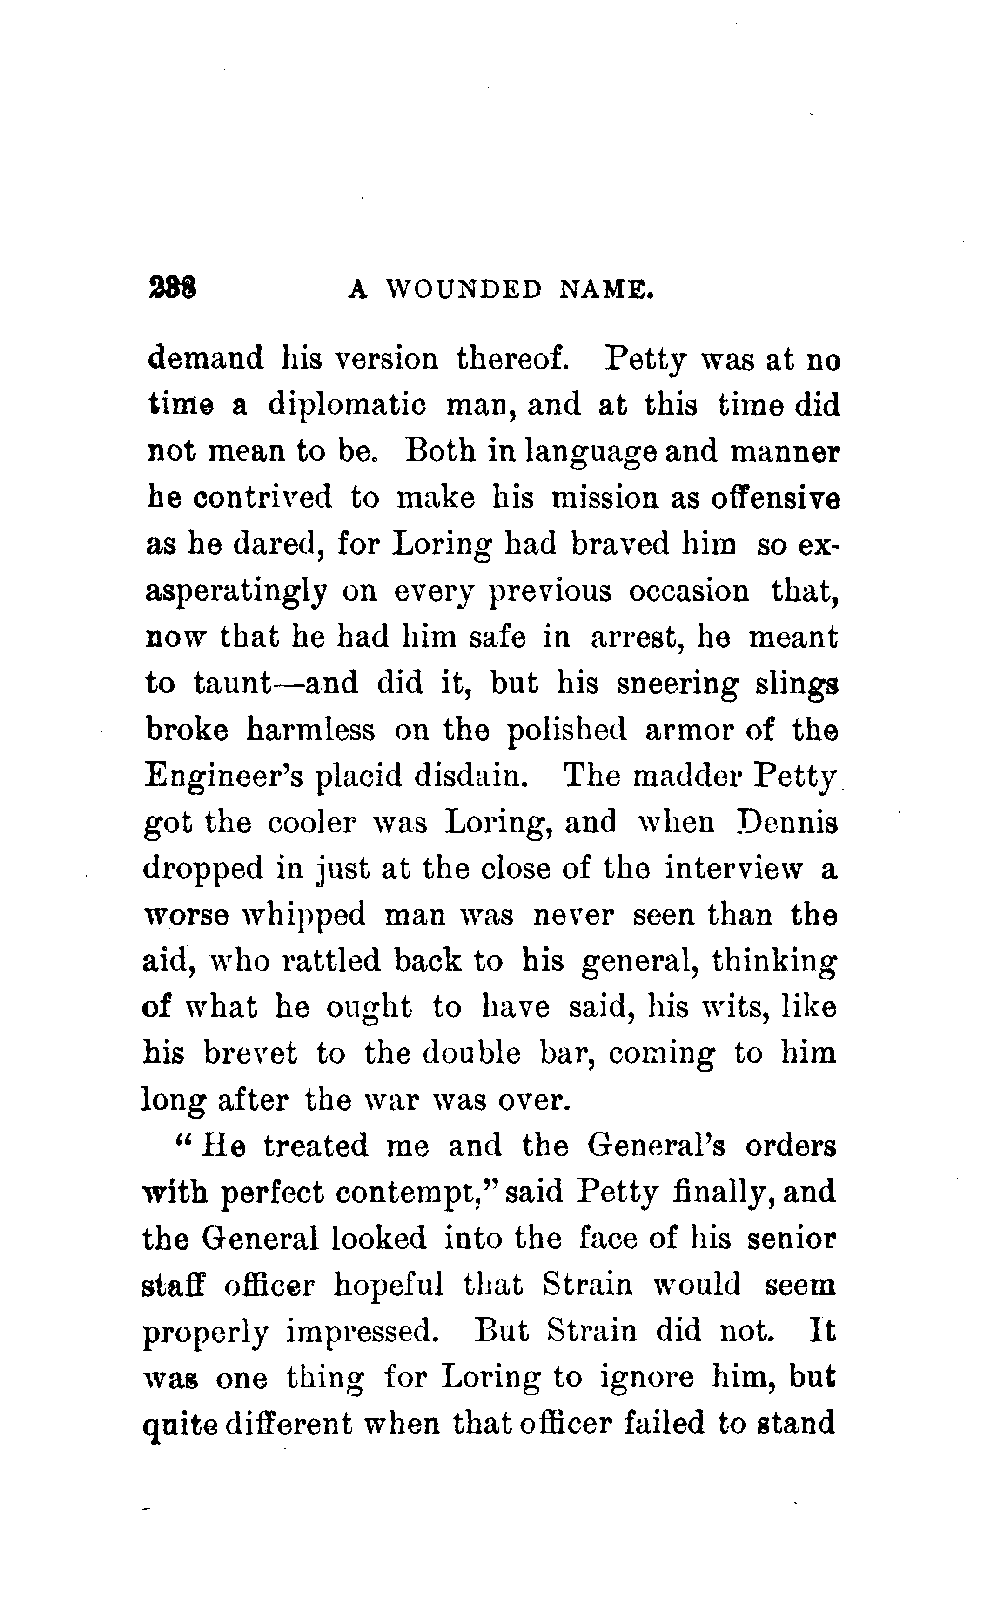 288 A WOUNDED NAME.
demand his version thereof. Petty was at no
time a diplomatic man, and at this time did
not mean to be. Both in language and manner
he contrived to make his mission as offensive
as he dared, for Loring had braved him so ex-
asperatingly on every previous occasion that,
now that he had him safe in arrest, he meant
to taunt—and did it, but his sneering slings
broke harmless on the polished armor of the
Engineer's placid disdain. The madder Petty
got the cooler was Loring, and when Dennis
dropped in just at the close of the interview a
worse whipped man was never seen than the
aid, who rattled back to his general, thinking
of what he ought to have said, his wits, like
his brevet to the double bar, coming to him
long after the war was over.
“He treated me and the General's orders
with perfect contempt,” said Petty finally, and
the General looked into the face of his senior
staff officer hopeful that Strain would seem
properly impressed. But Strain did not. It
was one thing for Loring to ignore him, but
quite different when that officer failed to stand